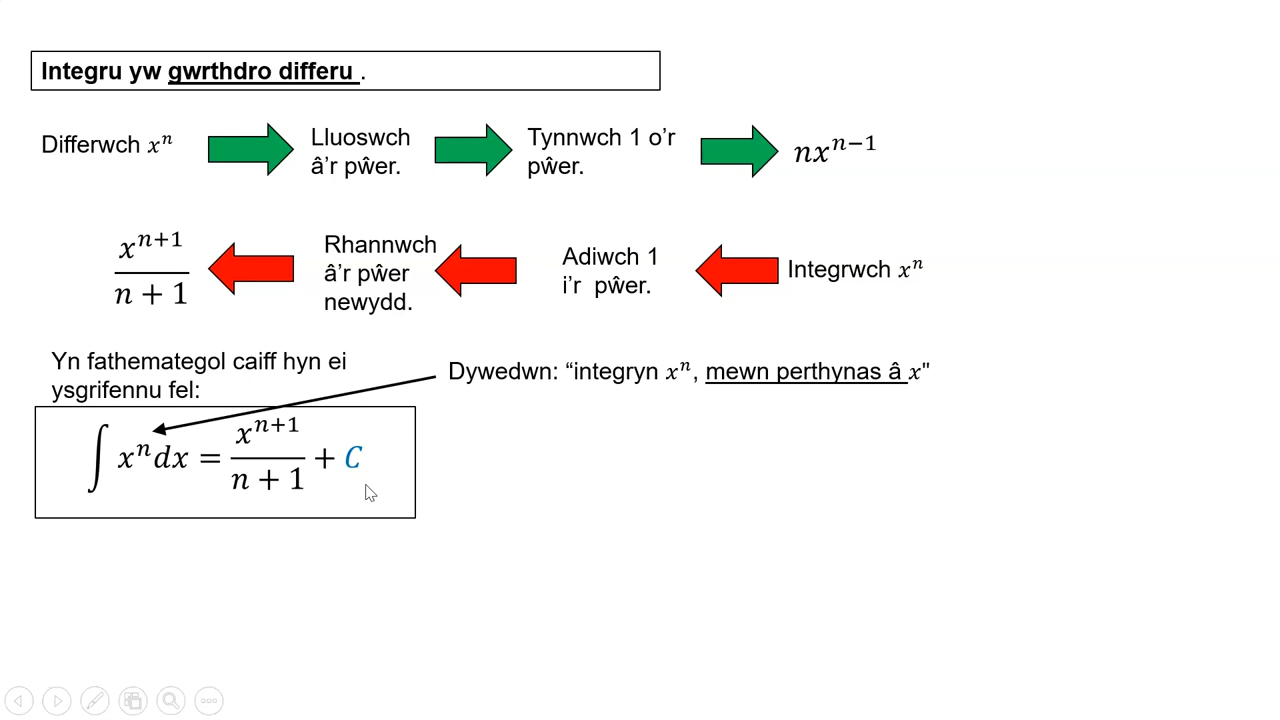 Integru yw gwrthdro differu .
Differwch xⁿ
Lluoswch
â’r pŵer.
Tynnwch 1 o’r
pŵer.
nxⁿ⁻¹
xⁿ⁺¹
n + 1
Rhannwch
â’r pŵer
newydd.
Adiwch 1
i’r pŵer.
Integrwch xⁿ
Yn fathemategol caiff hyn ei
ysgrifennu fel:
Dywedwn: “integryn xⁿ, mewn perthynas â x"
∫ xⁿdx = xⁿ⁺¹/(n + 1) + C